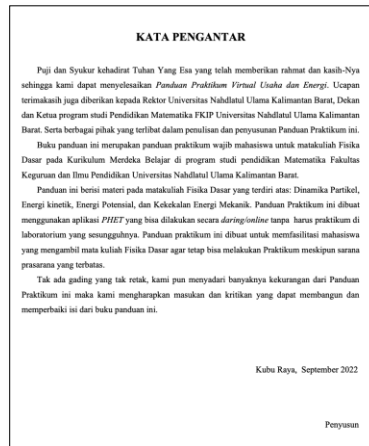 KATA PENGANTAR
Puji dan Syukur kehadirat Tuhan Yang Esa yang telah memberikan rahmat dan kasih-Nya
sehingga kami dapat menyelesaikan Panduan Praktikum Virtual Usaha dan Energi. Ucapan
terimakasih juga diberikan kepada Rektor Universitas Nahdlatul Ulama Kalimantan Barat, Dekan
dan Ketua program studi Pendidikan Matematika FKIP Universitas Nahdlatul Ulama Kalimantan
Barat. Serta berbagai pihak yang terlibat dalam penulisan dan penyusunan Panduan Praktikum ini.
Buku panduan ini merupakan panduan praktikum wajib mahasiswa untuk matakuliah Fisika
Dasar pada Kurikulum Merdeka Belajar di program studi pendidikan Matematika Fakultas
Keguruan dan Ilmu Pendidikan Universitas Nahdlatul Ulama Kalimantan Barat.
Panduan ini berisi materi pada matakuliah Fisika Dasar yang terdiri atas: Dinamika Partikel,
Energi kinetik, Energi Potensial, dan Kekekalan Energi Mekanik. Panduan Praktikum ini dibuat
menggunakan aplikasi PHET yang bisa dilakukan secara daring/online tanpa harus praktikum di
laboratorium yang sesungguhnya. Panduan praktikum ini dibuat untuk memfasilitasi mahasiswa
yang mengambil mata kuliah Fisika Dasar agar tetap bisa melakukan Praktikum meskipun sarana
prasarana yang terbatas.
Tak ada gading yang tak retak, kami pun menyadari banyaknya kekurangan dari Panduan
Praktikum ini maka kami mengharapkan masukan dan kritikan yang dapat membangun dan
memperbaiki isi dari buku panduan ini.
Kubu Raya, September 2022
Penyusun